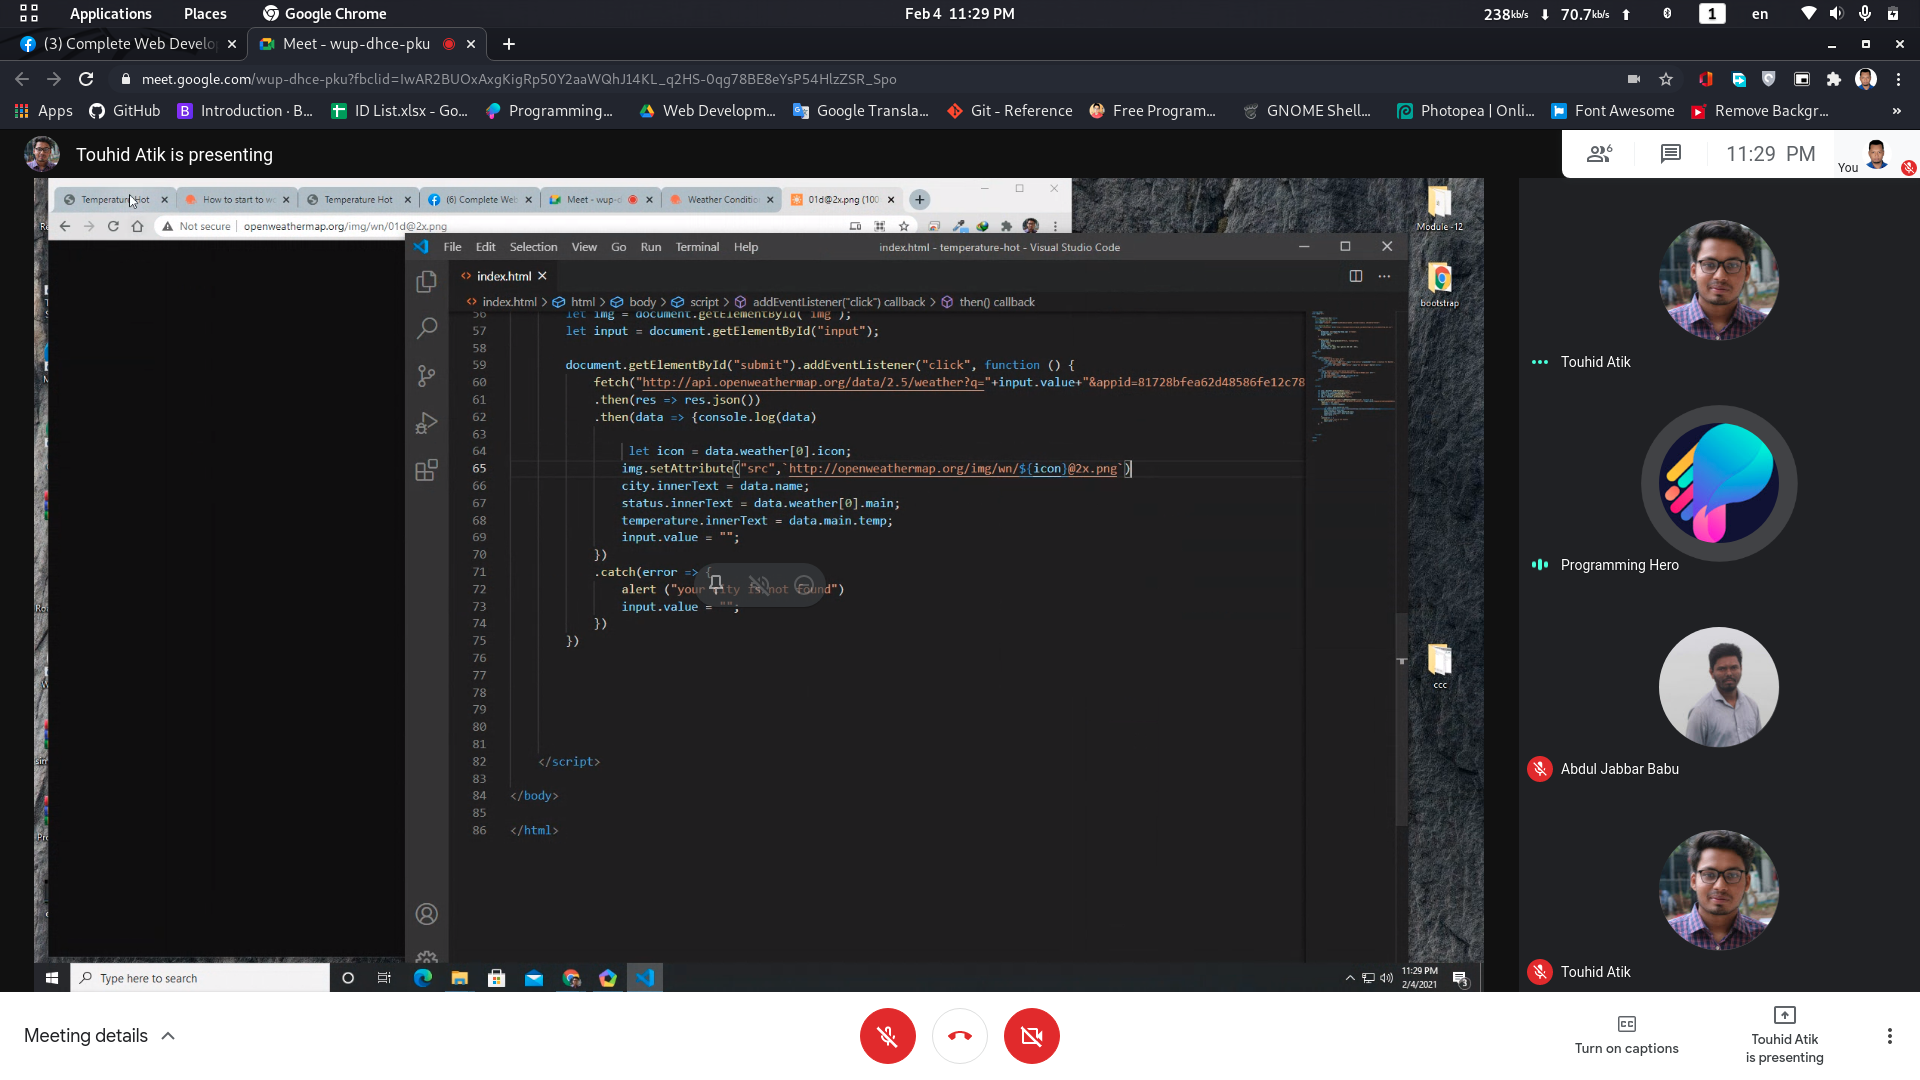 Applications Places Google Chrome Feb 4 11:29 PM 238kb/s 70.7kb/s 1 en
(3) Complete Web Develo Meet - wup-dhce-pku
meet.google.com/wup-dhce-pku?fbclid=IwAR2BUOxAxgKigRp50Y2aaWQhJ14KL_q2HS-0qg78BE8eYsP54HlzZSR_Spo
Apps GitHub Introduction · B... ID List.xlsx - Go... Programming... Web Developm... Google Transla... Git - Reference Free Program... GNOME Shell... Photopea | Onli... Font Awesome Remove Backgr... »
Touhid Atik is presenting
6 11:29 PM You
Temperature Hot How to start to w Temperature Hot (6) Complete Web Meet - wup-d Weather Conditio 01d@2x.png (100
Not secure openweathermap.org/img/wn/01d@2x.png
File Edit Selection View Go Run Terminal Help index.html - temperature-hot - Visual Studio Code
index.html
index.html > html > body > script > addEventListener("click") callback > then() callback
56 let img = document.getElementById("img");
57 let input = document.getElementById("input");
58
59 document.getElementById("submit").addEventListener("click", function () {
60 fetch("http://api.openweathermap.org/data/2.5/weather?q="+input.value+"&appid=81728bfea62d48586fe12c78
61 .then(res => res.json())
62 .then(data => {console.log(data)
63
64 let icon = data.weather[0].icon;
65 img.setAttribute("src",`http://openweathermap.org/img/wn/${icon}@2x.png`)
66 city.innerText = data.name;
67 status.innerText = data.weather[0].main;
68 temperature.innerText = data.main.temp;
69 input.value = "";
70 })
71 .catch(error => {
72 alert ("your city is not found")
73 input.value = "";
74 })
75 })
76
77
78
79
80
81
82 </script>
83
84 </body>
85
86 </html>
Module -12
bootstrap
ccc
Touhid Atik
Programming Hero
Abdul Jabbar Babu
Touhid Atik
Type here to search
11:29 PM
2/4/2021
3
Meeting details
Turn on captions
Touhid Atik
is presenting